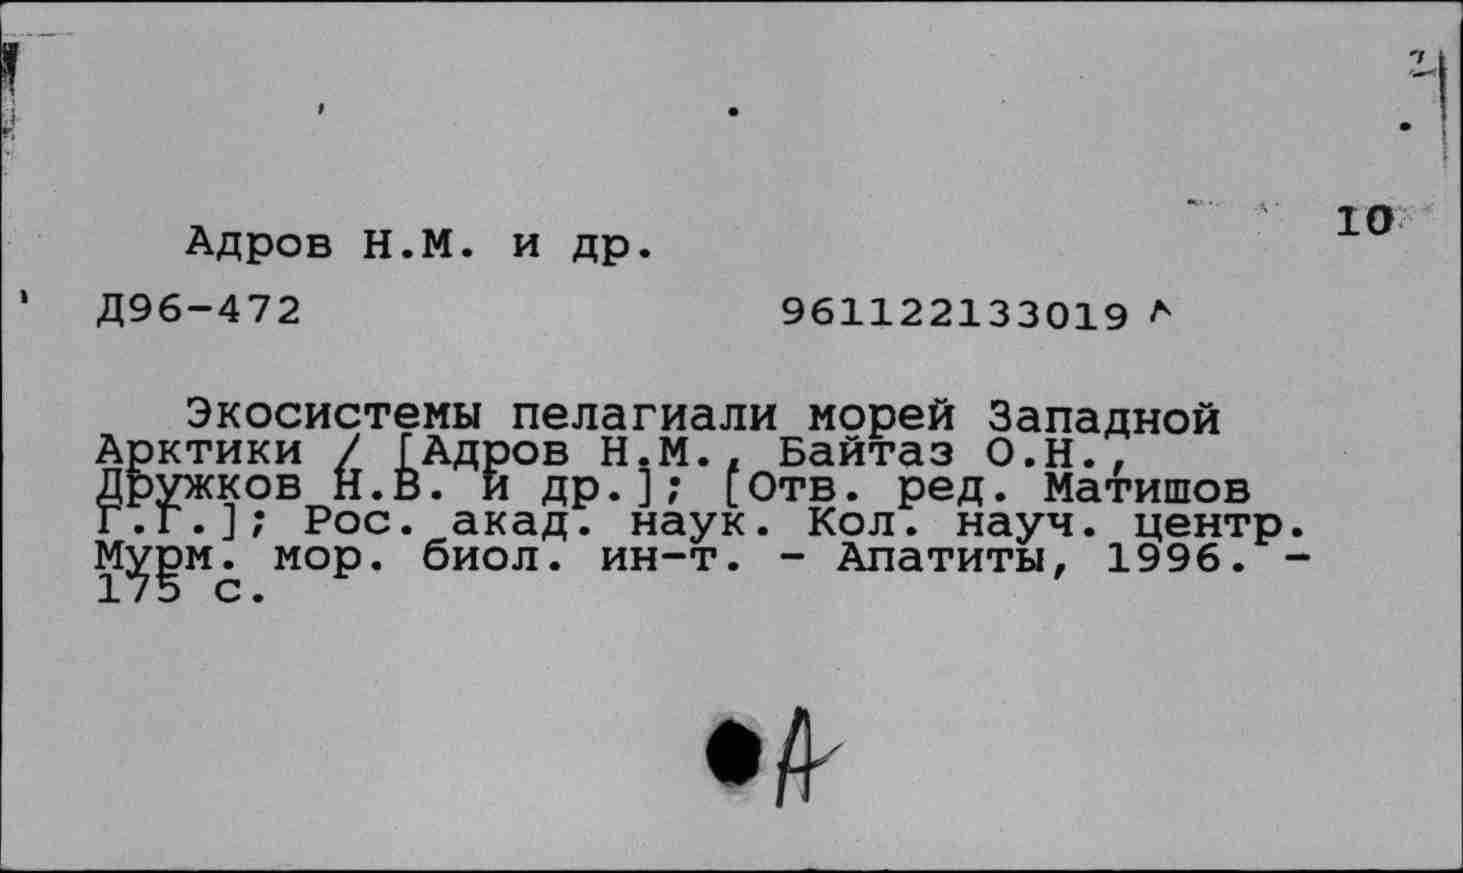 10
Адров Н.М. и др.
Д96-472 961122133019
Экосистемы пелагиали морей Западной
Арктики / [Адров Н.М., Байтаз О.Н.,
Дружков Н.В. и др.]; [Отв. ред. Матишов
Г.Г.]; Рос. акад. наук. Кол. науч. центр.
Мурм. мор. биол. ин-т. - Апатиты, 1996. -
175 с.
А